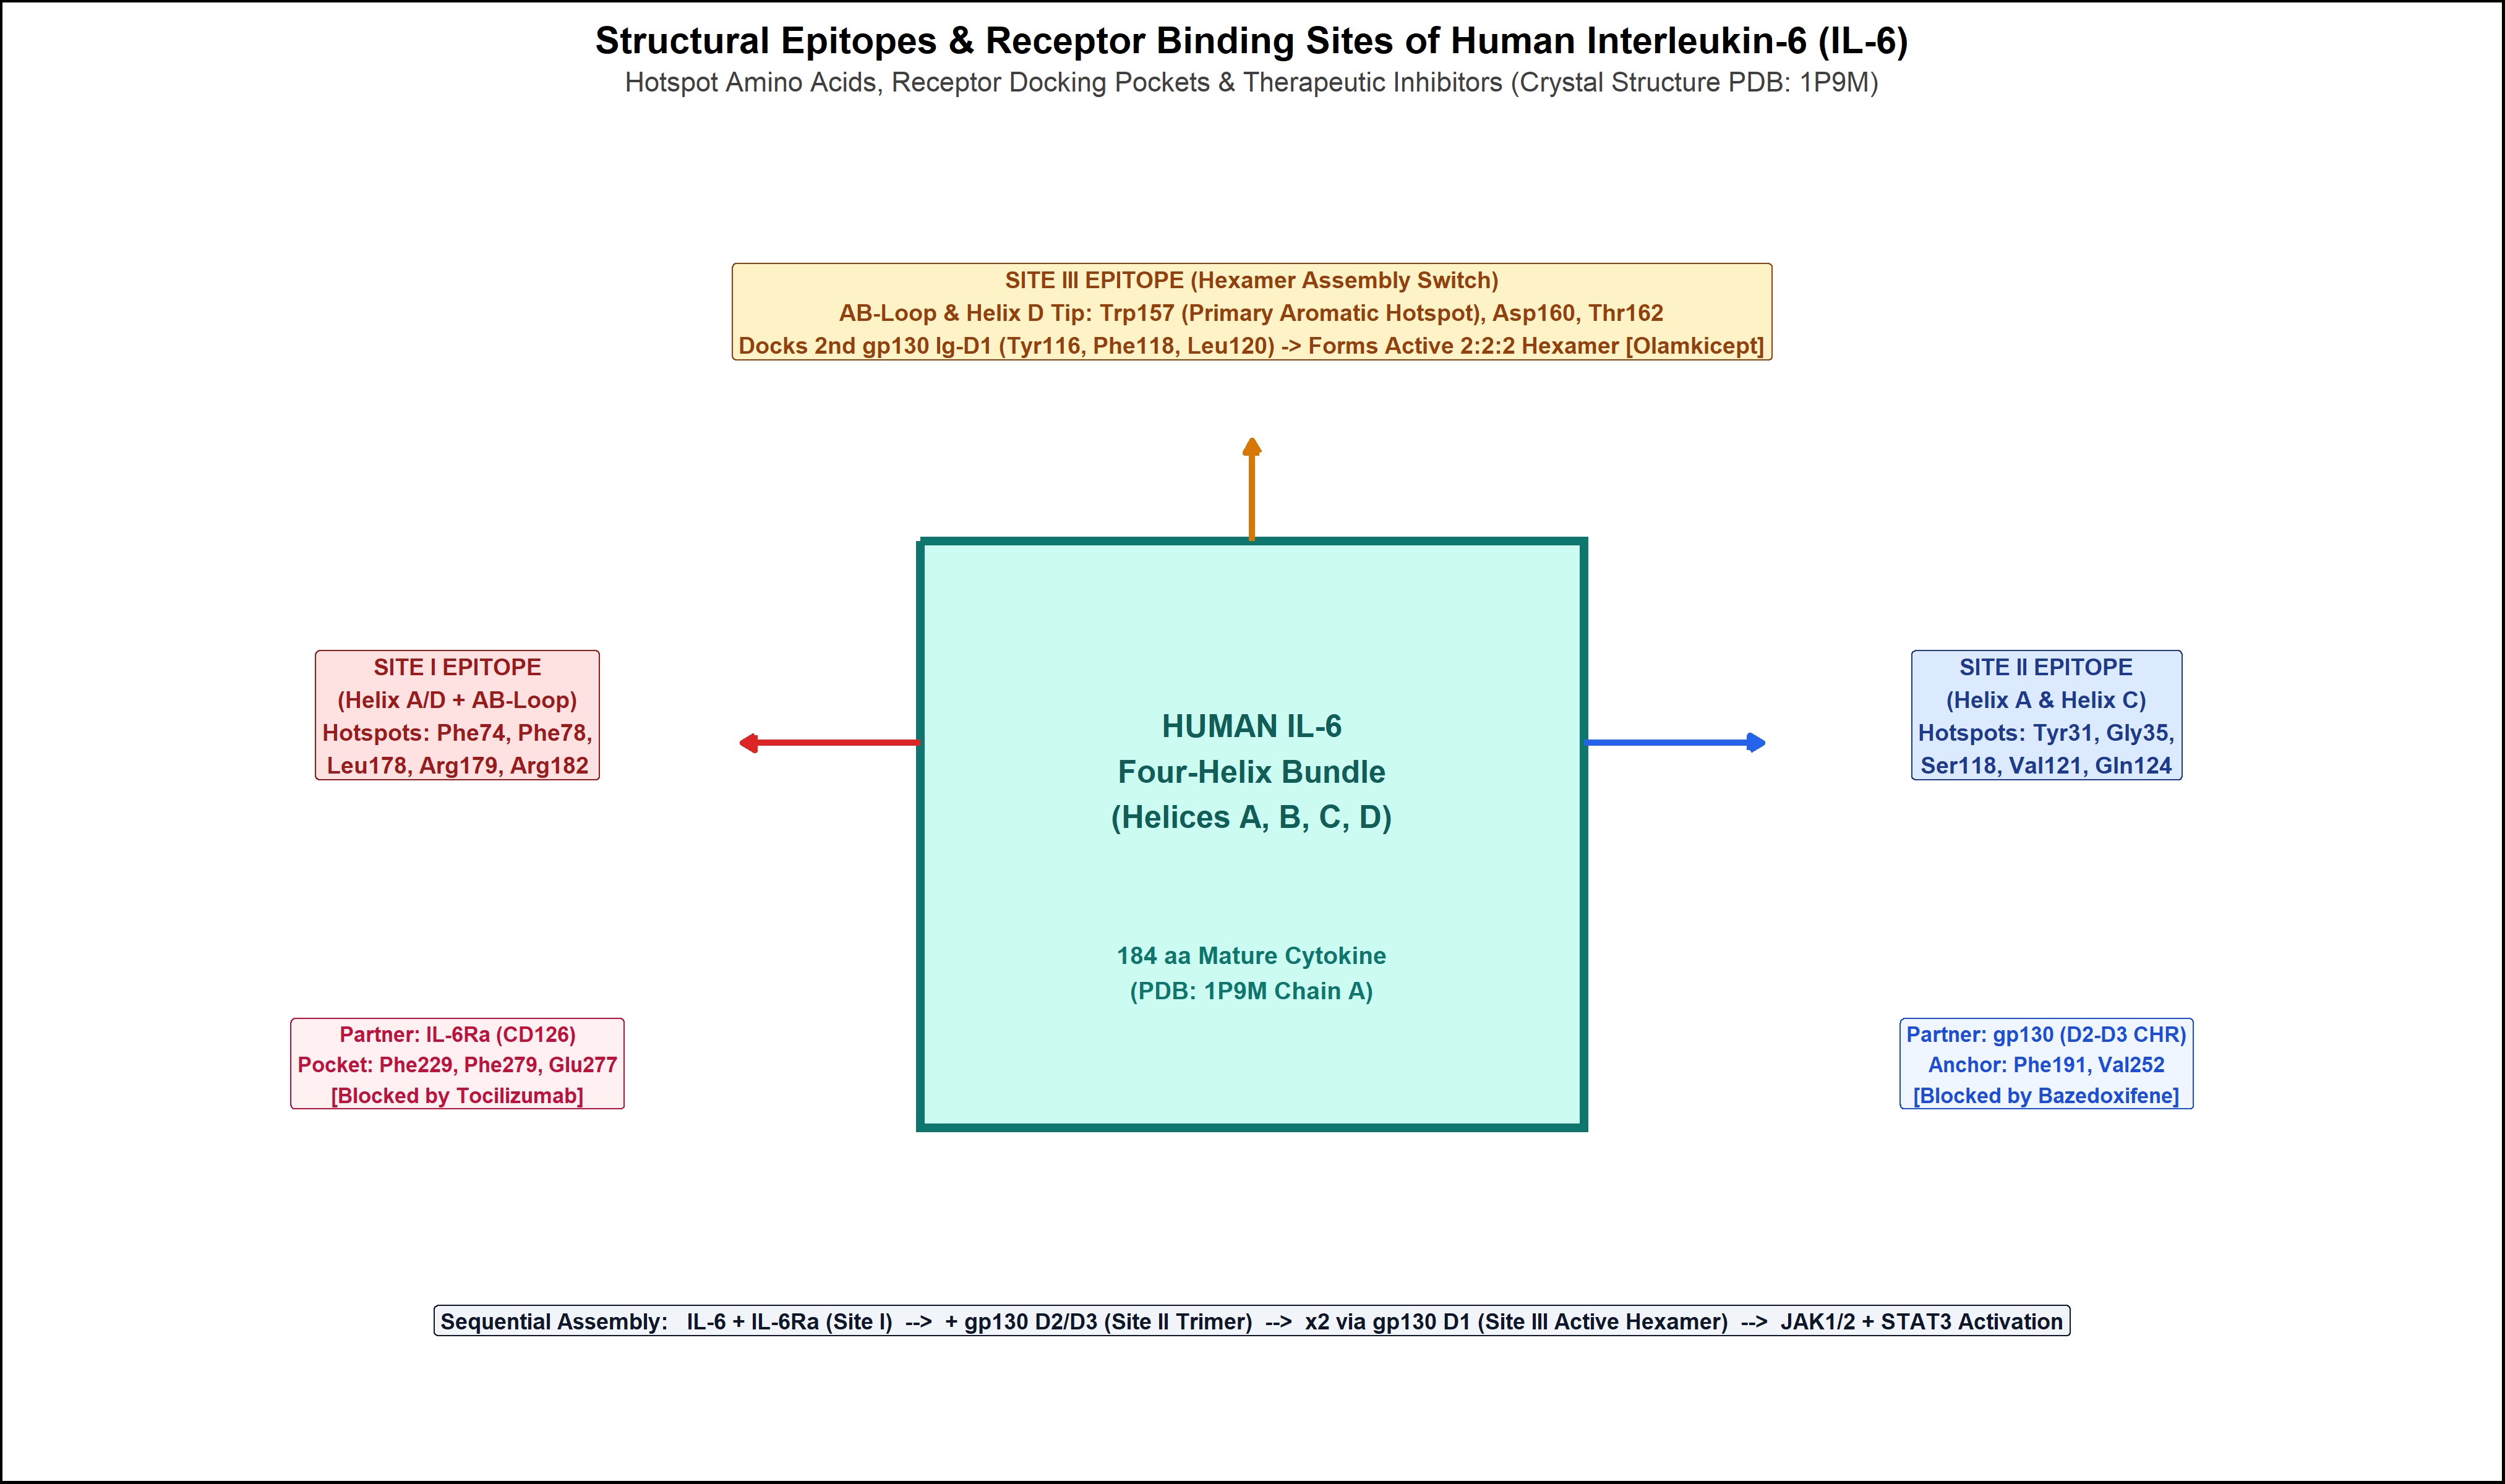 Structural Epitopes & Receptor Binding Sites of Human Interleukin-6 (IL-6)
Hotspot Amino Acids, Receptor Docking Pockets & Therapeutic Inhibitors (Crystal Structure PDB: 1P9M)
SITE III EPITOPE (Hexamer Assembly Switch)
AB-Loop & Helix D Tip: Trp157 (Primary Aromatic Hotspot), Asp160, Thr162
Docks 2nd gp130 Ig-D1 (Tyr116, Phe118, Leu120) -> Forms Active 2:2:2 Hexamer [Olamkicept]
SITE I EPITOPE
(Helix A/D + AB-Loop)
Hotspots: Phe74, Phe78,
Leu178, Arg179, Arg182
HUMAN IL-6
Four-Helix Bundle
(Helices A, B, C, D)
184 aa Mature Cytokine
(PDB: 1P9M Chain A)
SITE II EPITOPE
(Helix A & Helix C)
Hotspots: Tyr31, Gly35,
Ser118, Val121, Gln124
Partner: IL-6Ra (CD126)
Pocket: Phe229, Phe279, Glu277
[Blocked by Tocilizumab]
Partner: gp130 (D2-D3 CHR)
Anchor: Phe191, Val252
[Blocked by Bazedoxifene]
Sequential Assembly:   IL-6 + IL-6Ra (Site I)  -->  + gp130 D2/D3 (Site II Trimer)  -->  x2 via gp130 D1 (Site III Active Hexamer)  -->  JAK1/2 + STAT3 Activation